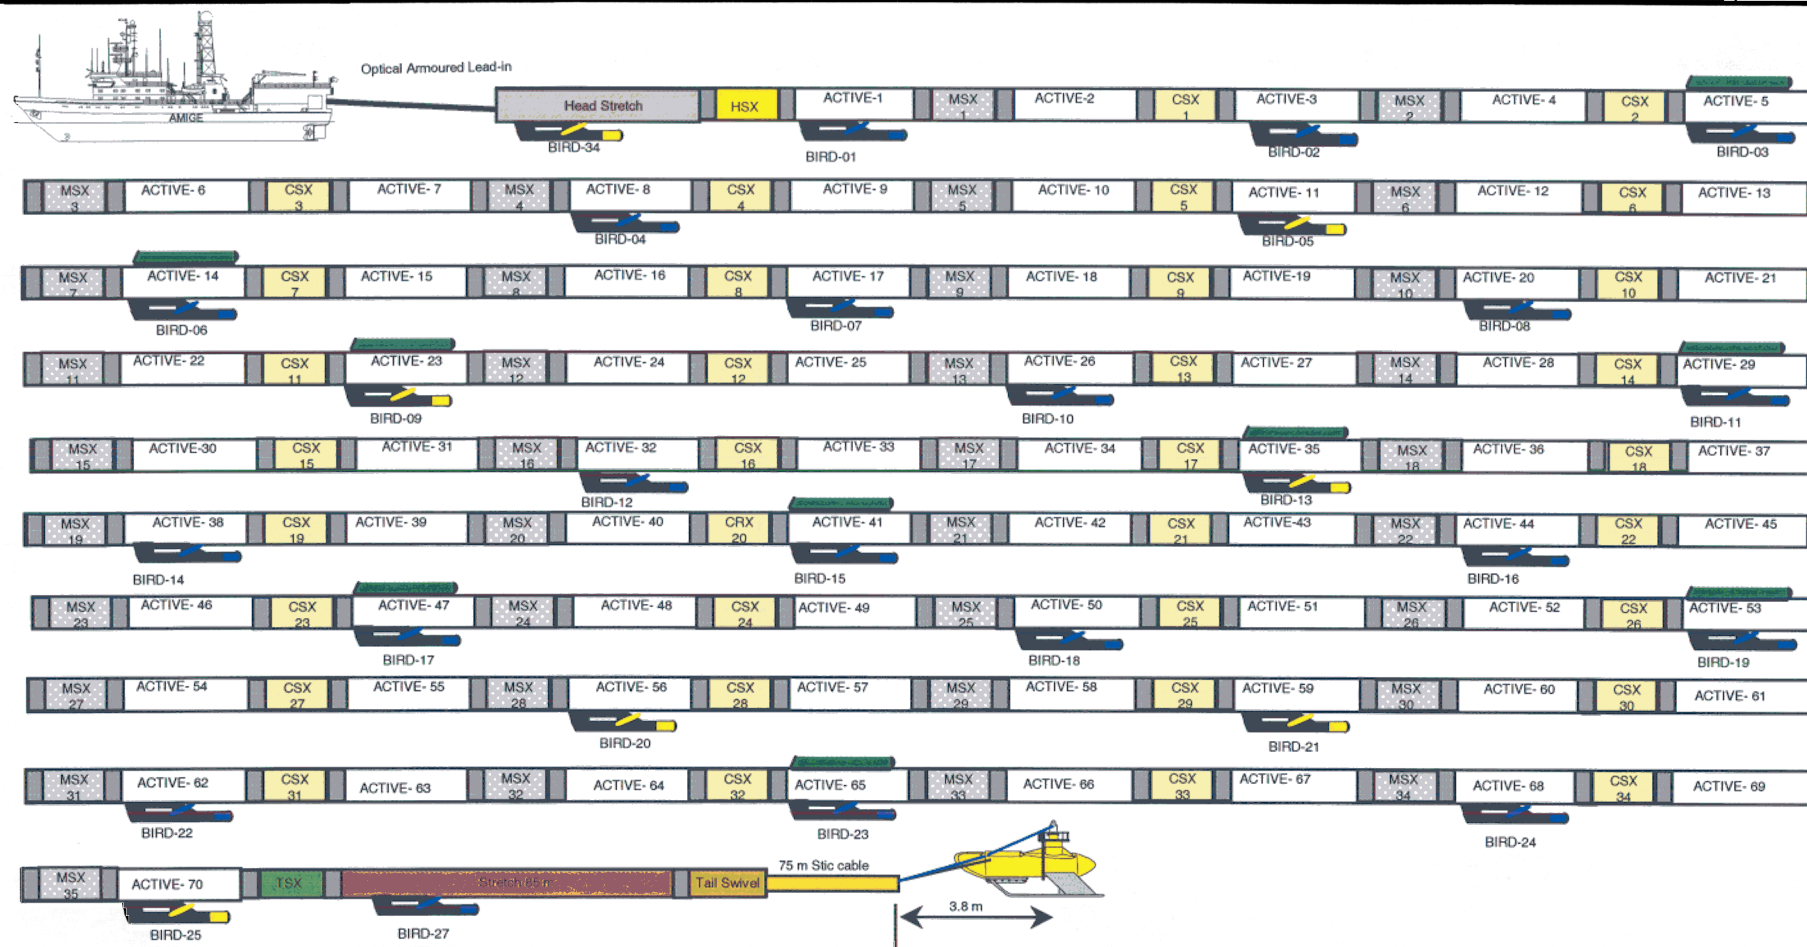 Optical Armoured Lead-in
AMIGE
Head Stretch HSX ACTIVE-1 MSX 1 ACTIVE-2 CSX 1 ACTIVE-3 MSX 2 ACTIVE- 4 CSX 2 ACTIVE- 5
BIRD-34 BIRD-01 BIRD-02 BIRD-03
MSX 3 ACTIVE- 6 CSX 3 ACTIVE- 7 MSX 4 ACTIVE- 8 CSX 4 ACTIVE- 9 MSX 5 ACTIVE- 10 CSX 5 ACTIVE- 11 MSX 6 ACTIVE- 12 CSX 6 ACTIVE- 13
BIRD-04 BIRD-05
MSX 7 ACTIVE- 14 CSX 7 ACTIVE- 15 MSX 8 ACTIVE- 16 CSX 8 ACTIVE- 17 MSX 9 ACTIVE- 18 CSX 9 ACTIVE-19 MSX 10 ACTIVE- 20 CSX 10 ACTIVE- 21
BIRD-06 BIRD-07 BIRD-08
MSX 11 ACTIVE- 22 CSX 11 ACTIVE- 23 MSX 12 ACTIVE- 24 CSX 12 ACTIVE- 25 MSX 13 ACTIVE- 26 CSX 13 ACTIVE- 27 MSX 14 ACTIVE- 28 CSX 14 ACTIVE- 29
BIRD-09 BIRD-10 BIRD-11
MSX 15 ACTIVE-30 CSX 15 ACTIVE- 31 MSX 16 ACTIVE- 32 CSX 16 ACTIVE- 33 MSX 17 ACTIVE- 34 CSX 17 ACTIVE- 35 MSX 18 ACTIVE- 36 CSX 18 ACTIVE- 37
BIRD-12 BIRD-13
MSX 19 ACTIVE- 38 CSX 19 ACTIVE- 39 MSX 20 ACTIVE- 40 CRX 20 ACTIVE- 41 MSX 21 ACTIVE- 42 CSX 21 ACTIVE-43 MSX 22 ACTIVE- 44 CSX 22 ACTIVE- 45
BIRD-14 BIRD-15 BIRD-16
MSX 23 ACTIVE- 46 CSX 23 ACTIVE- 47 MSX 24 ACTIVE- 48 CSX 24 ACTIVE- 49 MSX 25 ACTIVE- 50 CSX 25 ACTIVE- 51 MSX 26 ACTIVE- 52 CSX 26 ACTIVE- 53
BIRD-17 BIRD-18 BIRD-19
MSX 27 ACTIVE- 54 CSX 27 ACTIVE- 55 MSX 28 ACTIVE- 56 CSX 28 ACTIVE- 57 MSX 29 ACTIVE- 58 CSX 29 ACTIVE- 59 MSX 30 ACTIVE- 60 CSX 30 ACTIVE- 61
BIRD-20 BIRD-21
MSX 31 ACTIVE- 62 CSX 31 ACTIVE- 63 MSX 32 ACTIVE- 64 CSX 32 ACTIVE- 65 MSX 33 ACTIVE- 66 CSX 33 ACTIVE- 67 MSX 34 ACTIVE- 68 CSX 34 ACTIVE- 69
BIRD-22 BIRD-23 BIRD-24
MSX 35 ACTIVE- 70 TSX Stretch 65 m Tail Swivel 75 m Stic cable
BIRD-25 BIRD-27 3.8 m